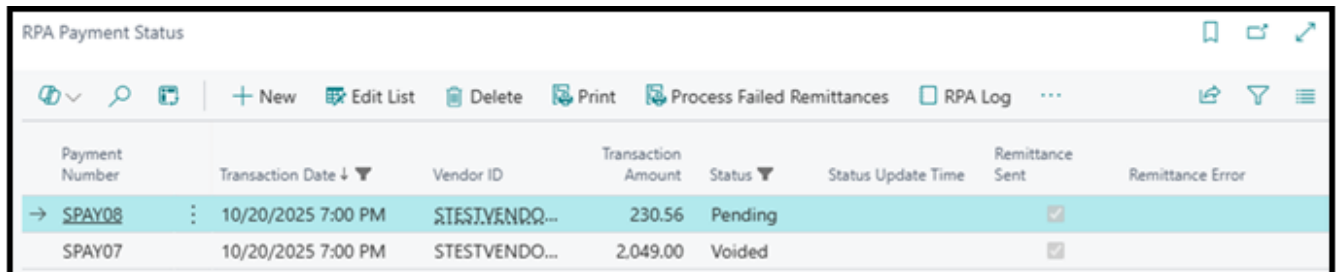 RPA Payment Status
New Edit List Delete Print Process Failed Remittances RPA Log ...
Payment Number Transaction Date ↓ Vendor ID Transaction Amount Status Status Update Time Remittance Sent Remittance Error
→ SPAY08 10/20/2025 7:00 PM STESTVENDO... 230.56 Pending
SPAY07 10/20/2025 7:00 PM STESTVENDO... 2,049.00 Voided